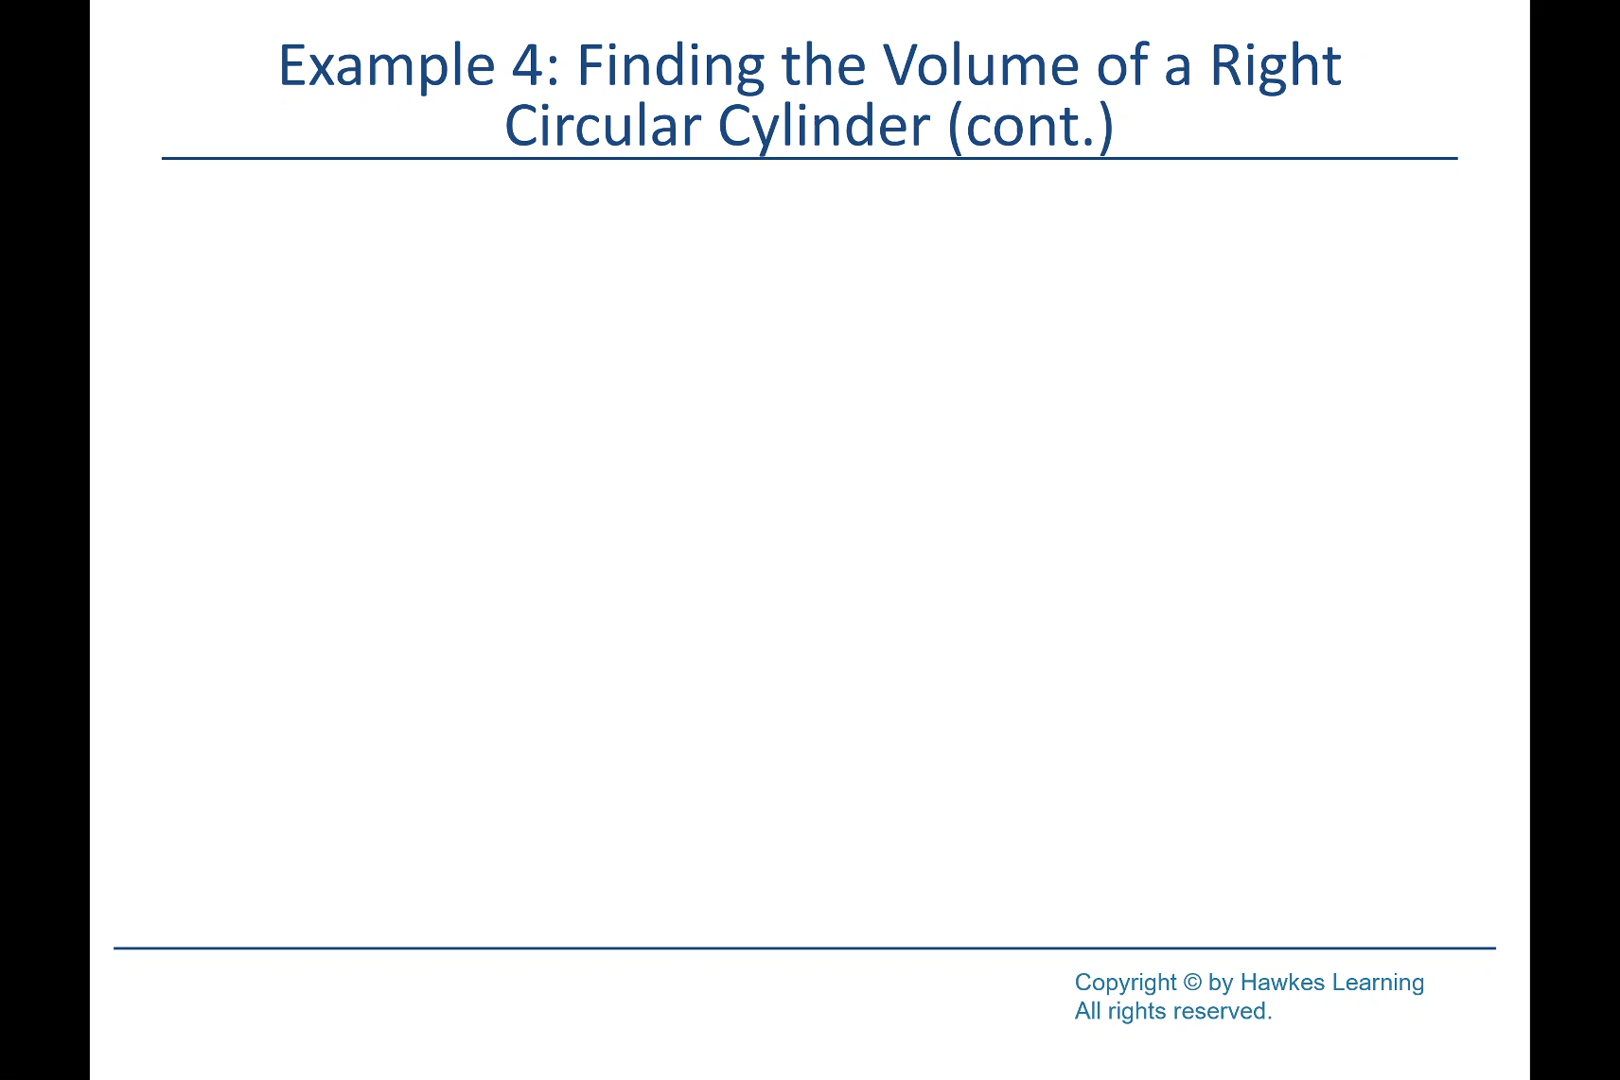 Example 4: Finding the Volume of a Right
Circular Cylinder (cont.)
Copyright © by Hawkes Learning
All rights reserved.